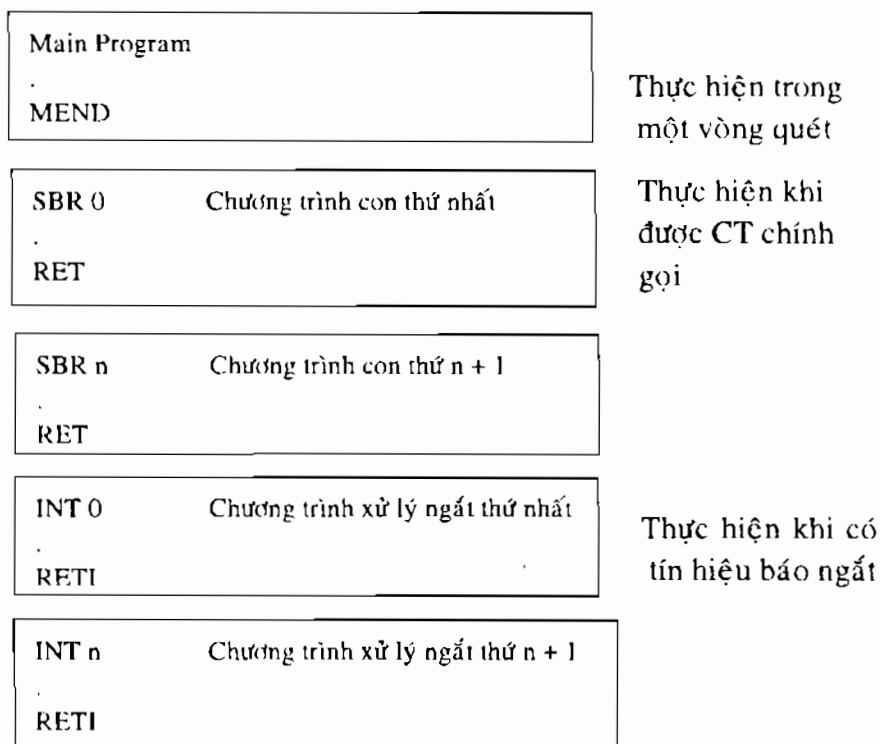 Main Program
.
MEND
Thực hiện trong
một vòng quét
SBR 0 Chương trình con thứ nhất
.
RET
Thực hiện khi
được CT chính
gọi
SBR n Chương trình con thứ n + 1
.
RET
INT 0 Chương trình xử lý ngắt thứ nhất
.
RETI
Thực hiện khi có
tín hiệu báo ngắt
INT n Chương trình xử lý ngắt thứ n + 1
.
RETI